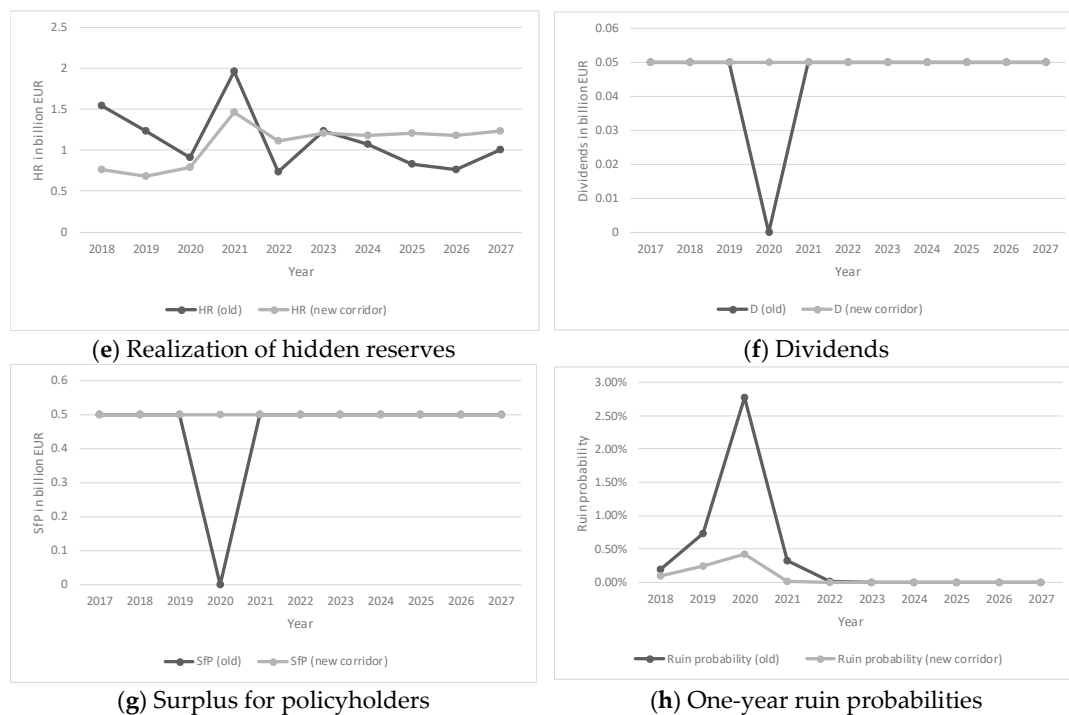 2.5
2
1.5
1
0.5
0
HR in billion EUR
2018 2019 2020 2021 2022 2023 2024 2025 2026 2027
Year
HR (old) HR (new corridor)
(e) Realization of hidden reserves
0.06
0.05
0.04
0.03
0.02
0.01
0
Dividends in billion EUR
2017 2018 2019 2020 2021 2022 2023 2024 2025 2026 2027
Year
D (old) D (new corridor)
(f) Dividends
0.6
0.5
0.4
0.3
0.2
0.1
0
SfP in billion EUR
2017 2018 2019 2020 2021 2022 2023 2024 2025 2026 2027
Year
SfP (old) SfP (new corridor)
(g) Surplus for policyholders
3.00%
2.50%
2.00%
1.50%
1.00%
0.50%
0.00%
Ruin probability
2018 2019 2020 2021 2022 2023 2024 2025 2026 2027
Year
Ruin probability (old) Ruin probability (new corridor)
(h) One-year ruin probabilities